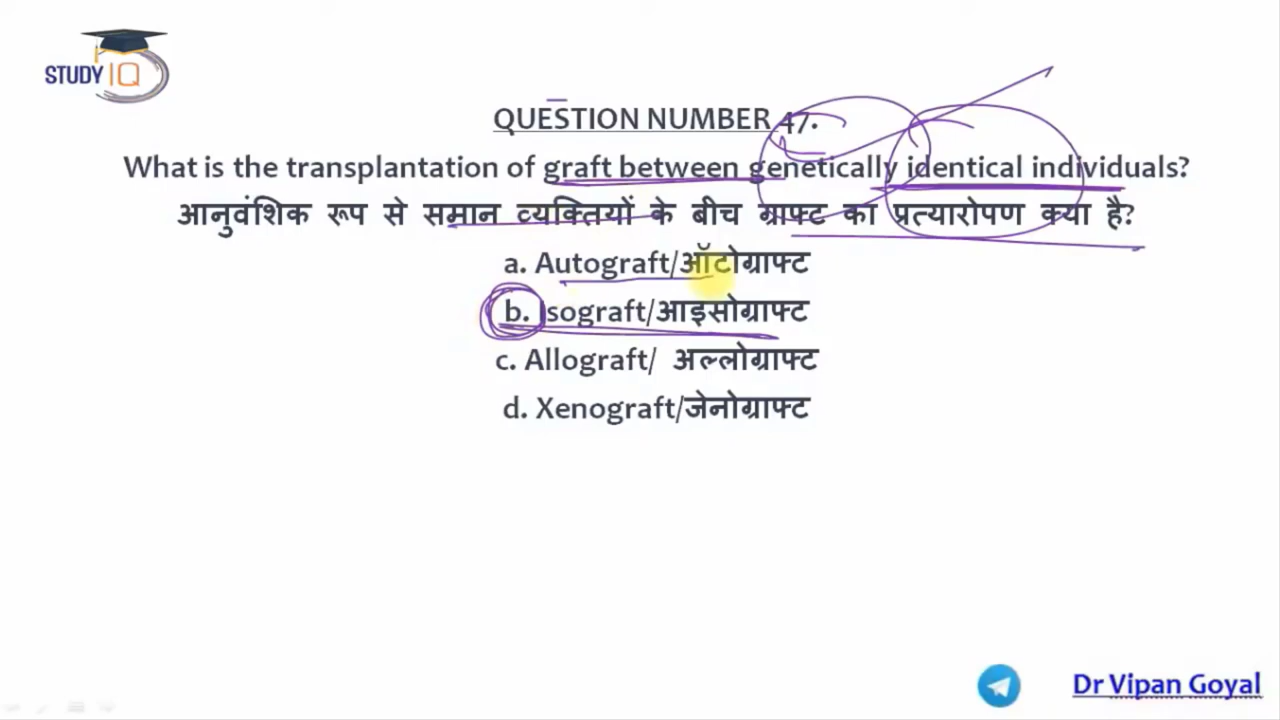 STUDY IQ
QUESTION NUMBER 47.
What is the transplantation of graft between genetically identical individuals?
आनुवंशिक रूप से समान व्यक्तियों के बीच ग्राफ्ट का प्रत्यारोपण क्या है?
a. Autograft/ऑटोग्राफ्ट
b. Isograft/आइसोग्राफ्ट
c. Allograft/ अल्लोग्राफ्ट
d. Xenograft/जेनोग्राफ्ट
Dr Vipan Goyal